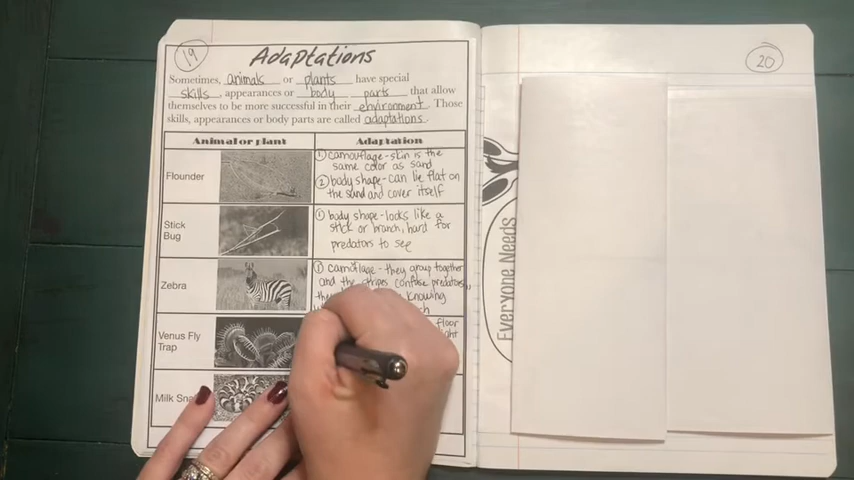 19
Adaptations
Sometimes, animals or plants have special
skills, appearances or body parts that allow
themselves to be more successful in their environment. Those
skills, appearances or body parts are called adaptations.
Animal or plant
Adaptation
Flounder
① camouflage - skin is the
same color as sand
② body shape - can lie flat on
the sand and cover itself
Stick
Bug
① body shape - looks like a
stick or branch, hard for
predators to see
Zebra
① camoflage - they group together
and the stripes confuse predators
knowing
Venus Fly
Trap
floor
Milk
20
Everyone Needs